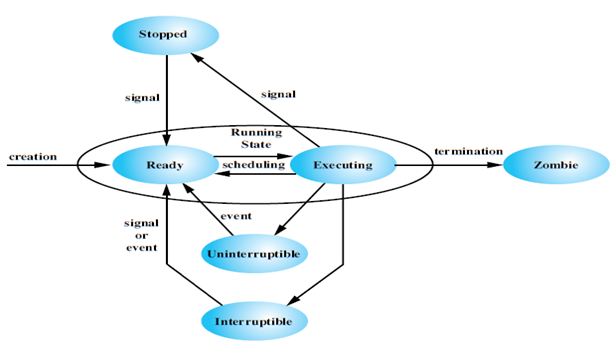 Stopped
signal
signal
Running
State
creation
Ready
scheduling
Executing
termination
Zombie
event
signal
or
event
Uninterruptible
Interruptible